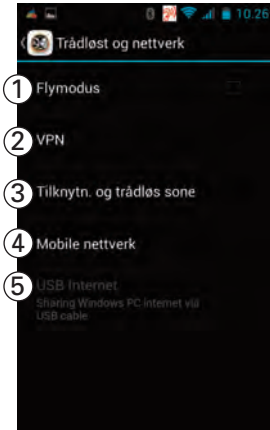 10.26
Trådløst og nettverk
1 Flymodus
2 VPN
3 Tilknytn. og trådløs sone
4 Mobile nettverk
5 USB Internet
Sharing Windows PC internet via
USB cable